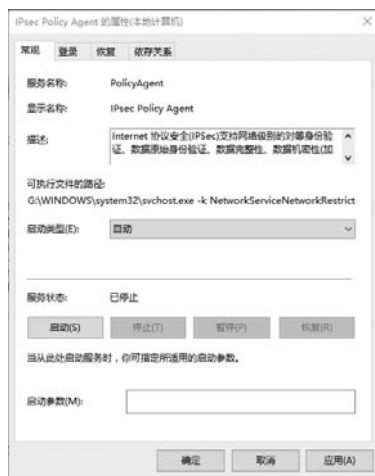 IPsec Policy Agent 的属性(本地计算机)
常规 登录 恢复 依存关系
服务名称: PolicyAgent
显示名称: IPsec Policy Agent
描述: Internet 协议安全(IPSec)支持网络级别的对等身份验
证、数据原始身份验证、数据完整性、数据机密性(加
可执行文件的路径:
G:\WINDOWS\system32\svchost.exe -k NetworkServiceNetworkRestrict
启动类型(E): 自动
服务状态: 已停止
启动(S) 停止(T) 暂停(P) 恢复(R)
当从此处启动服务时，你可指定所适用的启动参数。
启动参数(M):
确定 取消 应用(A)